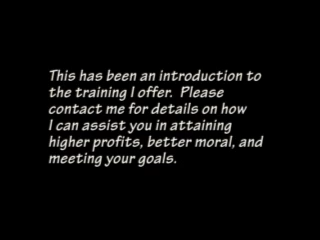 This has been an introduction to
the training I offer.  Please
contact me for details on how
I can assist you in attaining
higher profits, better moral, and
meeting your goals.